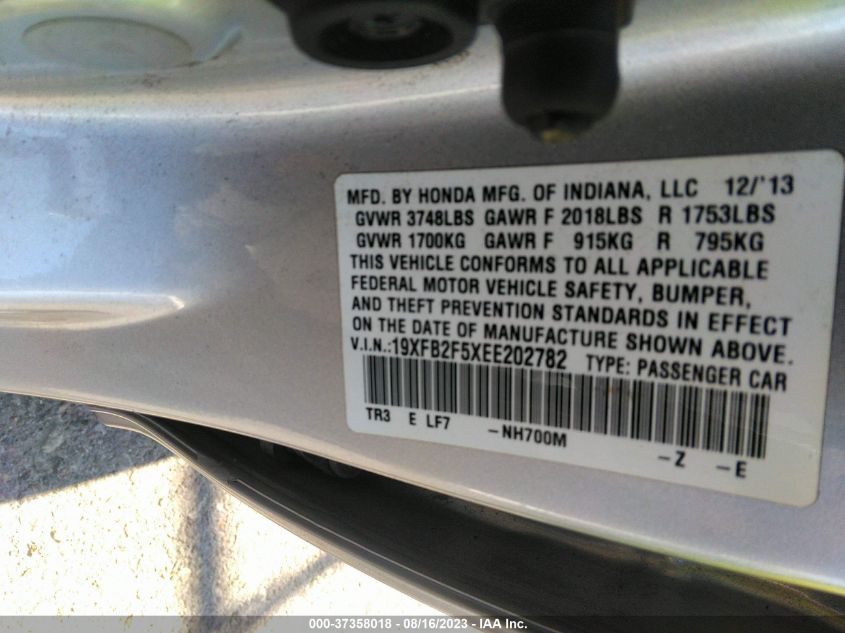 MFD. BY HONDA MFG. OF INDIANA, LLC 12/'13
GVWR 3748LBS GAWR F 2018LBS R 1753LBS
GVWR 1700KG GAWR F 915KG R 795KG
THIS VEHICLE CONFORMS TO ALL APPLICABLE
FEDERAL MOTOR VEHICLE SAFETY, BUMPER,
AND THEFT PREVENTION STANDARDS IN EFFECT
ON THE DATE OF MANUFACTURE SHOWN ABOVE.
V.I.N.:19XFB2F5XEE202782 TYPE: PASSENGER CAR
TR3 E LF7 -NH700M -Z -E
000-37358018 - 08/16/2023 - IAA Inc.